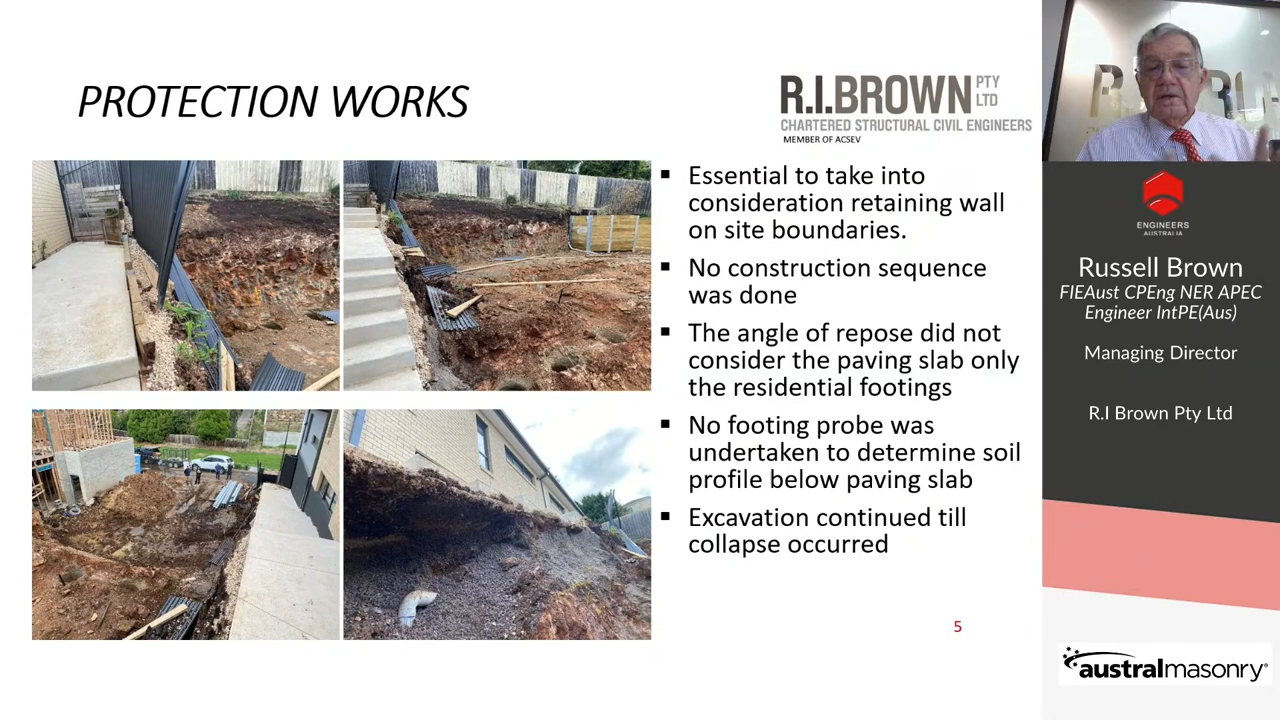 PROTECTION WORKS
R.I.BROWN PTY LTD
CHARTERED STRUCTURAL CIVIL ENGINEERS
MEMBER OF ACSEV
▪ Essential to take into
consideration retaining wall
on site boundaries.
▪ No construction sequence
was done
▪ The angle of repose did not
consider the paving slab only
the residential footings
▪ No footing probe was
undertaken to determine soil
profile below paving slab
▪ Excavation continued till
collapse occurred
5
ENGINEERS
AUSTRALIA
Russell Brown
FIEAust CPEng NER APEC
Engineer IntPE(Aus)
Managing Director
R.I Brown Pty Ltd
australmasonry®